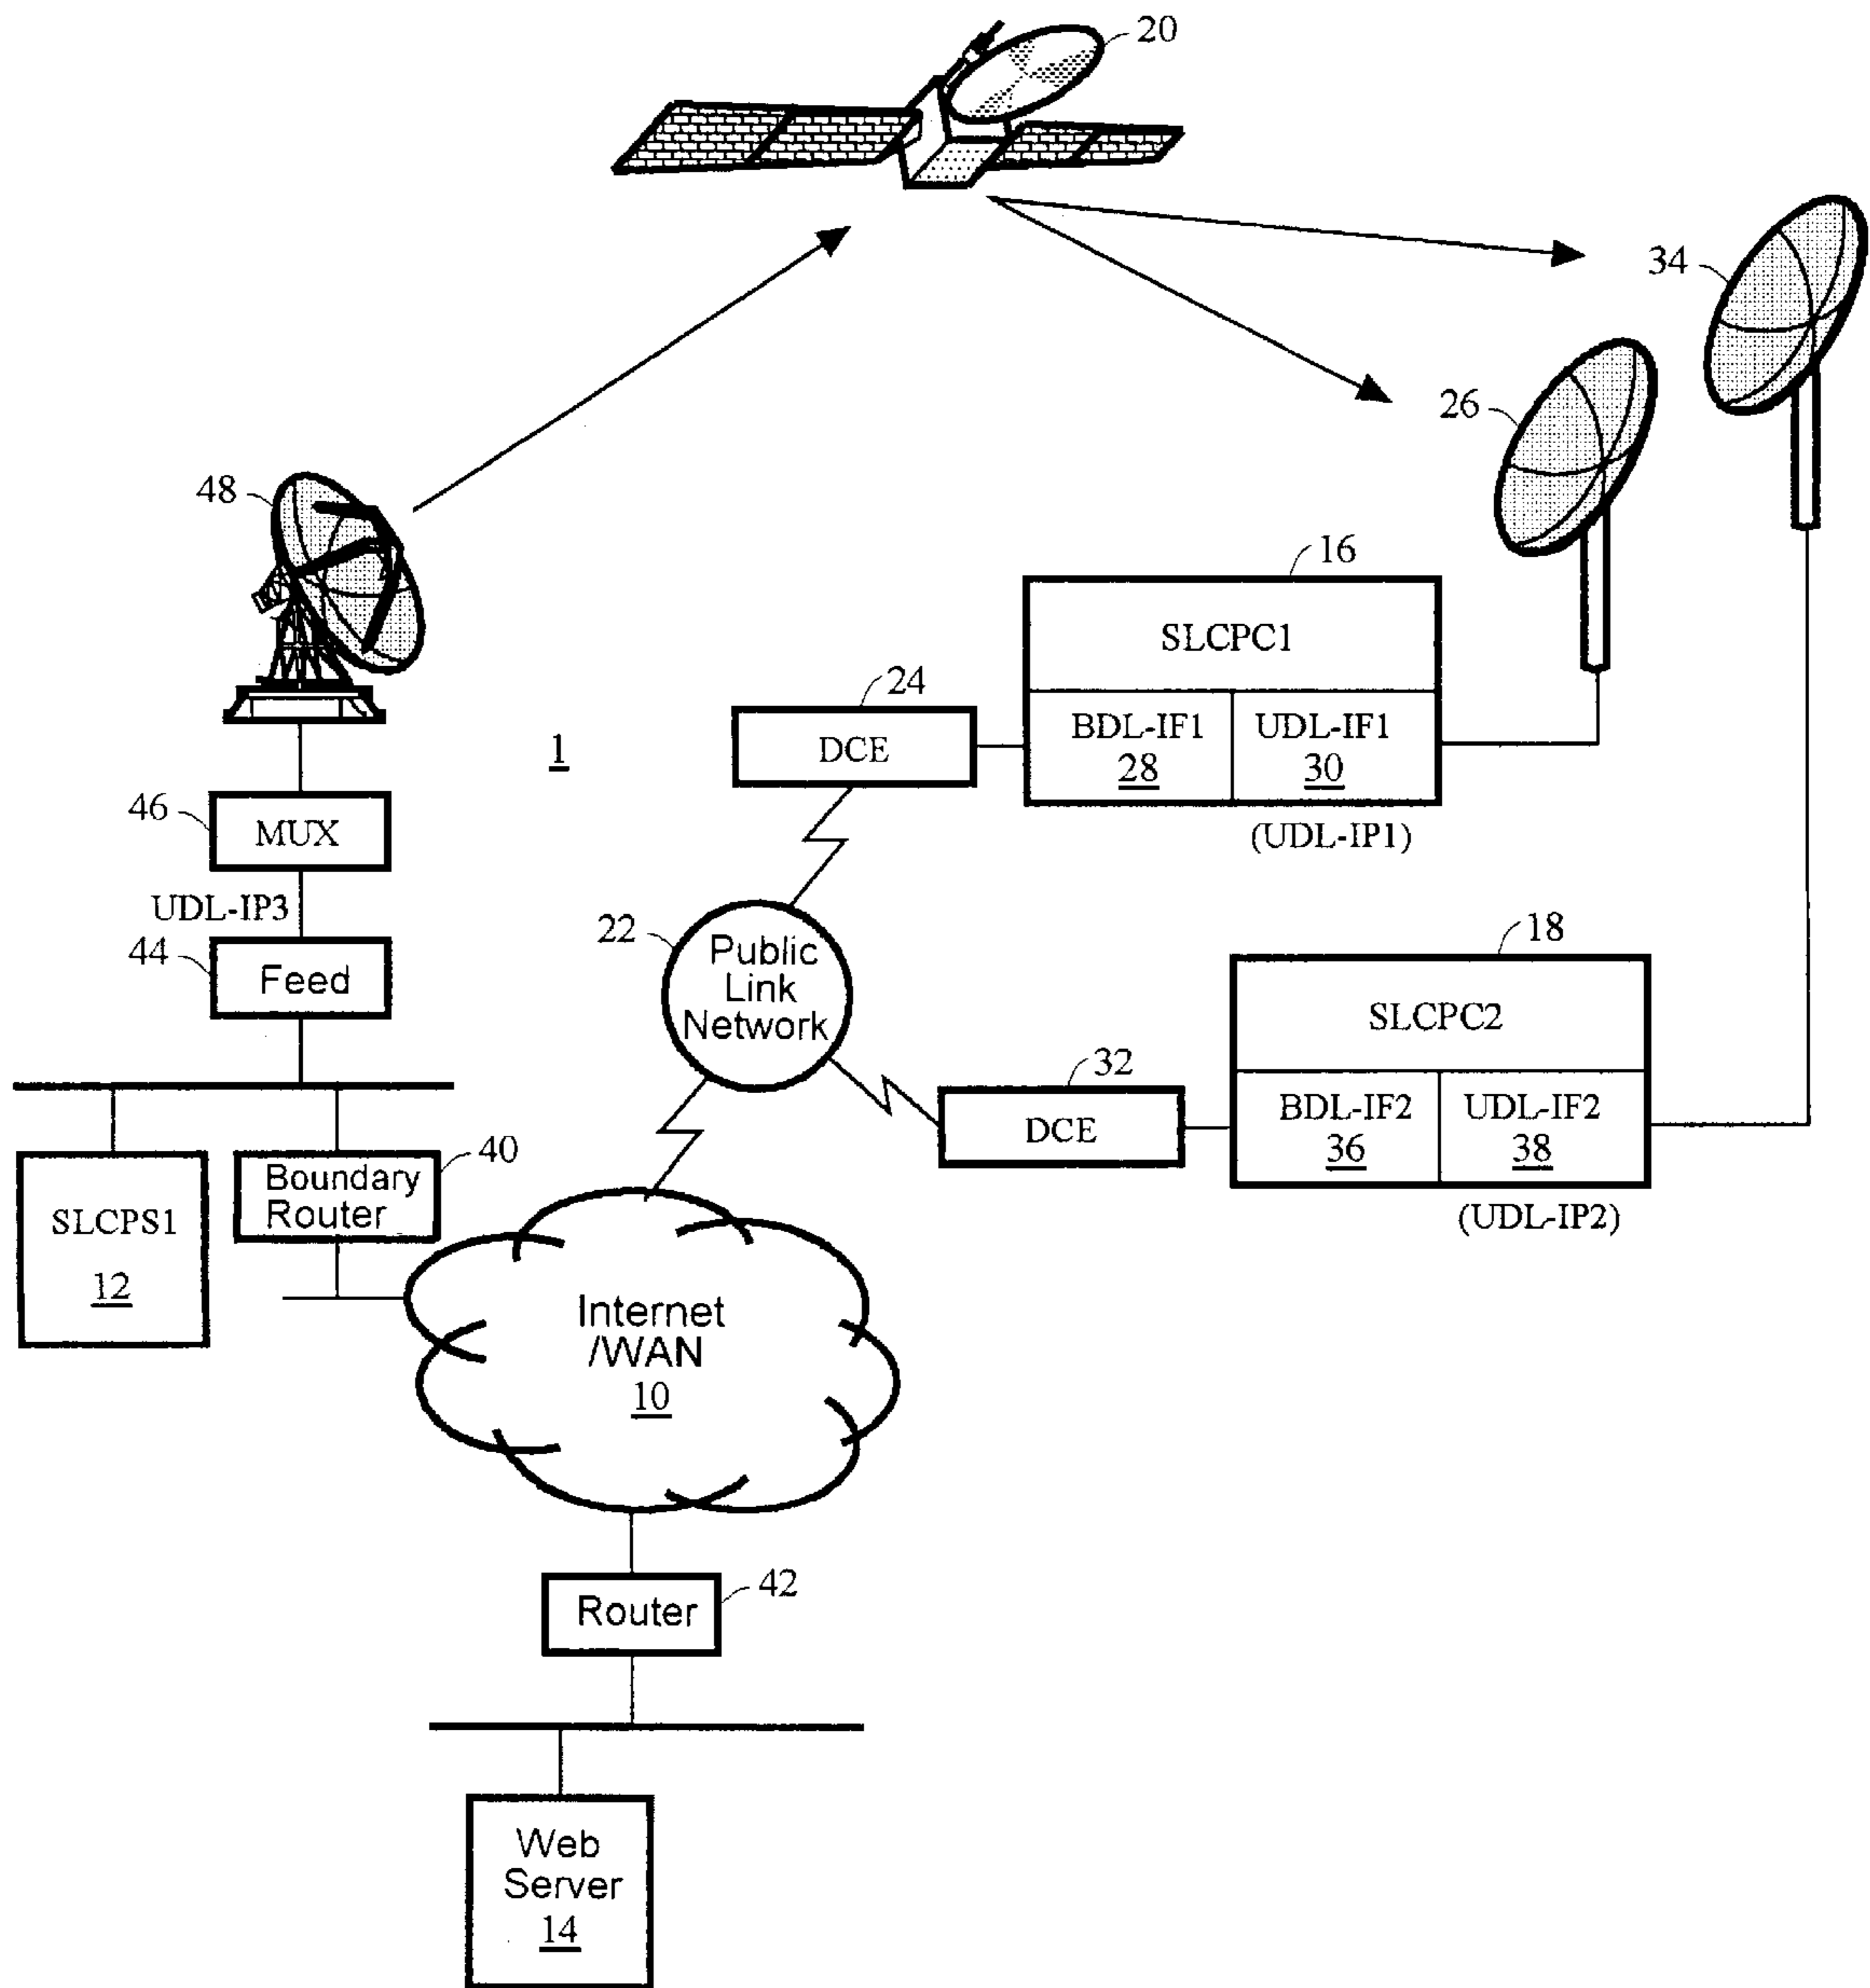 20
34
26
48
16
SLCPC1
24
DCE
BDL-IF1
28
UDL-IF1
30
1
(UDL-IP1)
46
MUX
UDL-IP3
44
Feed
22
Public
Link
Network
18
SLCPC2
32
DCE
BDL-IF2
36
UDL-IF2
38
(UDL-IP2)
SLCPS1
12
40
Boundary
Router
Internet
/WAN
10
42
Router
Web
Server
14